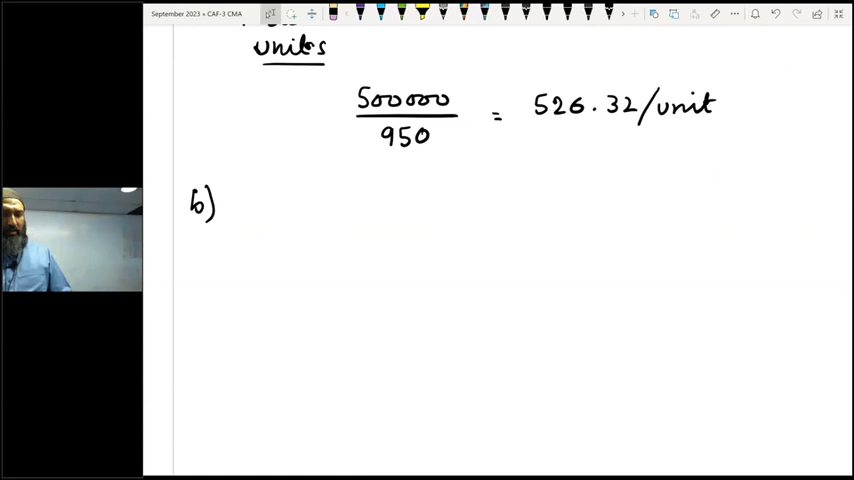 September 2023 » CAF-3 CMA
units
500000
950
= 526.32/unit
b)